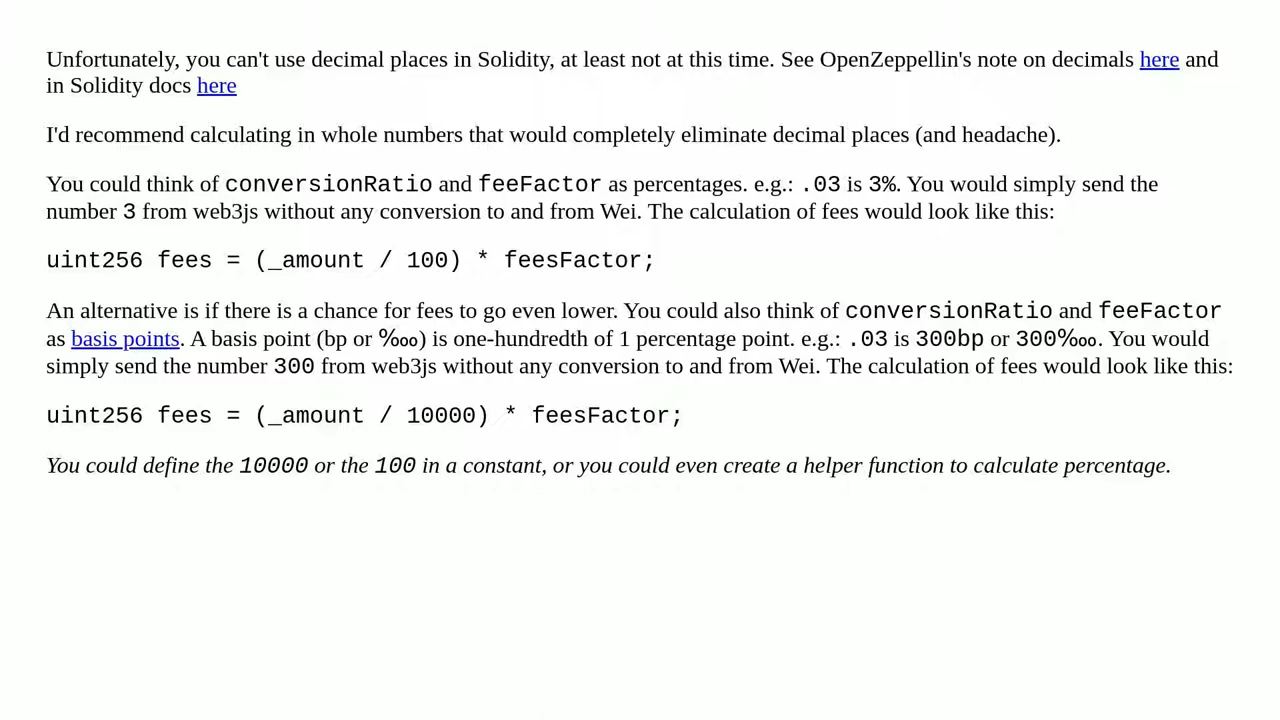 Unfortunately, you can't use decimal places in Solidity, at least not at this time. See OpenZeppellin's note on decimals here and
in Solidity docs here
I'd recommend calculating in whole numbers that would completely eliminate decimal places (and headache).
You could think of conversionRatio and feeFactor as percentages. e.g.: .03 is 3%. You would simply send the
number 3 from web3js without any conversion to and from Wei. The calculation of fees would look like this:
uint256 fees = (_amount / 100) * feesFactor;
An alternative is if there is a chance for fees to go even lower. You could also think of conversionRatio and feeFactor
as basis points. A basis point (bp or ‱) is one-hundredth of 1 percentage point. e.g.: .03 is 300bp or 300‱. You would
simply send the number 300 from web3js without any conversion to and from Wei. The calculation of fees would look like this:
uint256 fees = (_amount / 10000) * feesFactor;
You could define the 10000 or the 100 in a constant, or you could even create a helper function to calculate percentage.